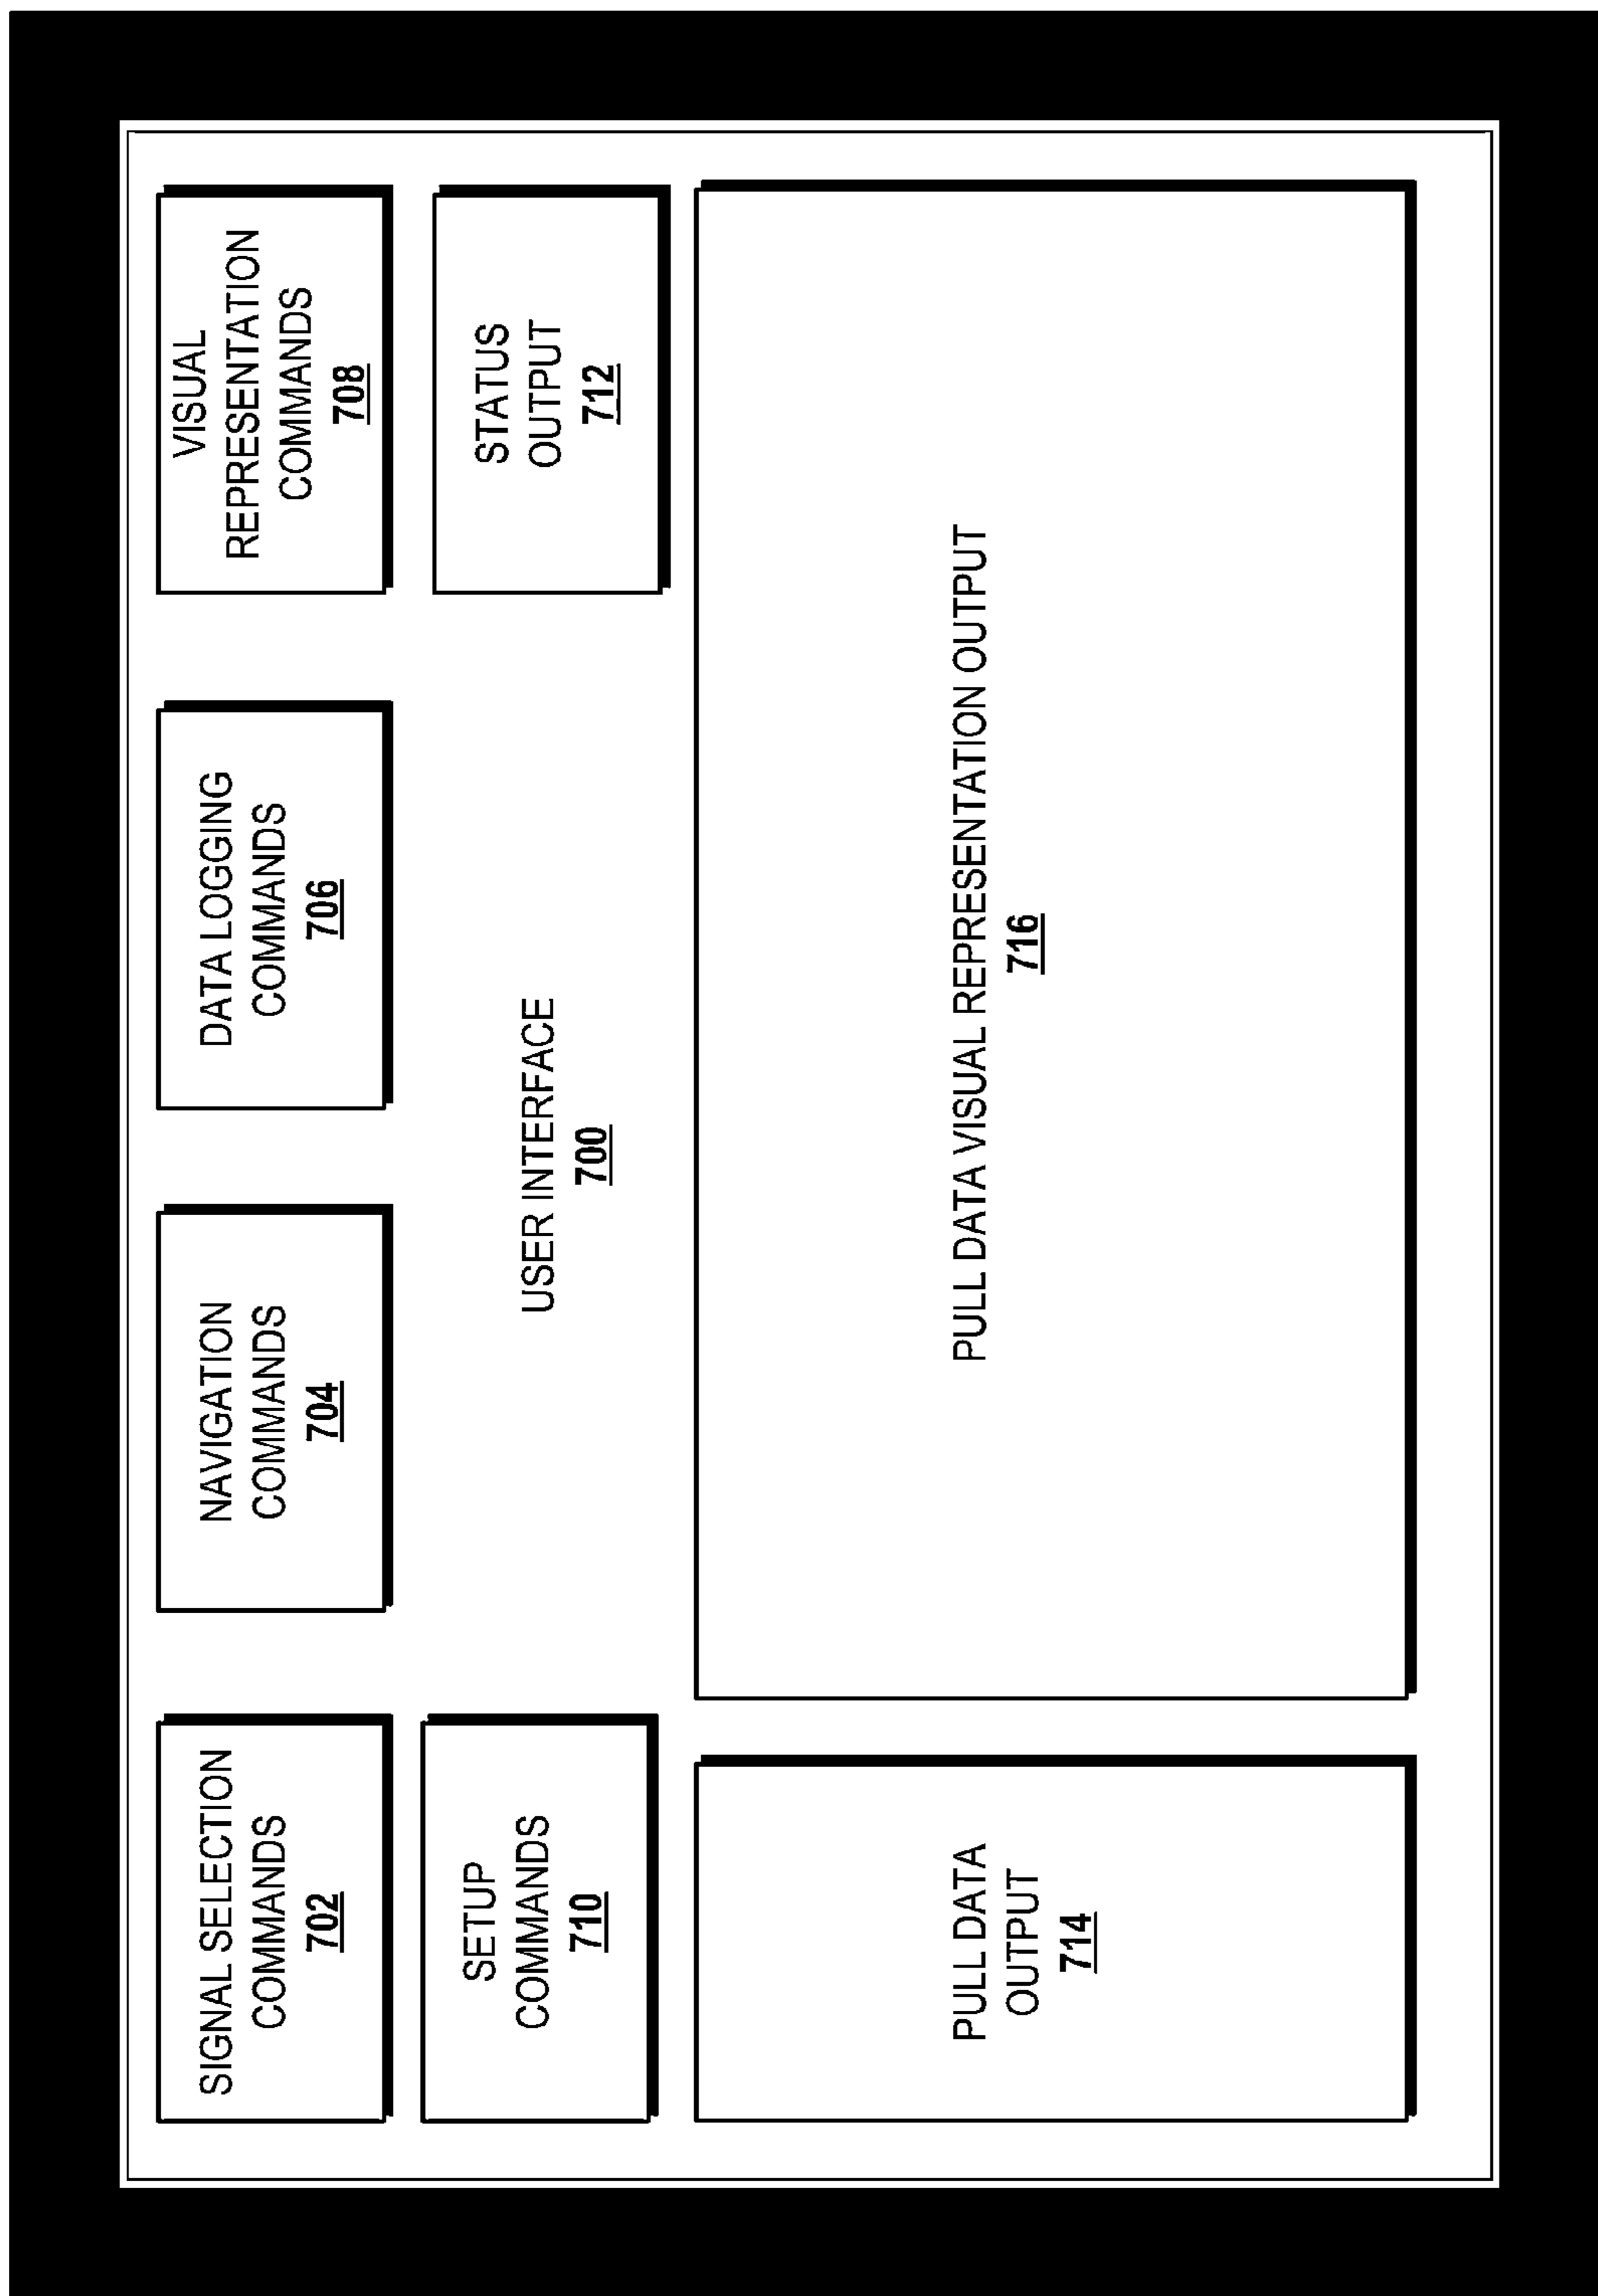 SIGNAL SELECTION
COMMANDS
702
NAVIGATION
COMMANDS
704
DATA LOGGING
COMMANDS
706
VISUAL
REPRESENTATION
COMMANDS
708
SETUP
COMMANDS
710
USER INTERFACE
700
STATUS
OUTPUT
712
PULL DATA
OUTPUT
714
PULL DATA VISUAL REPRESENTATION OUTPUT
716